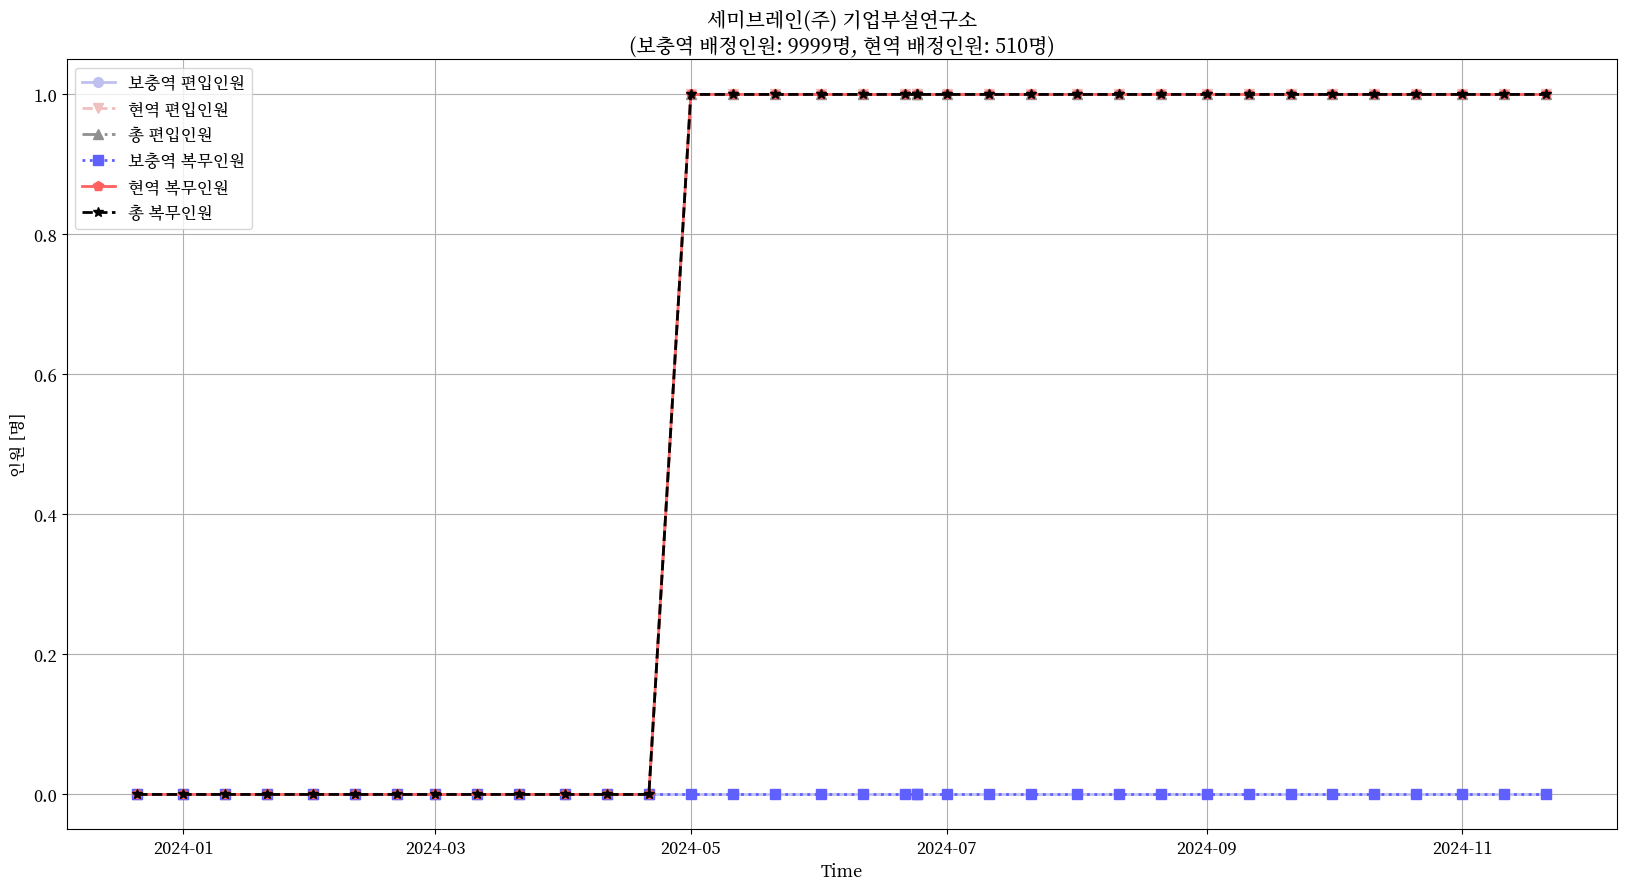 세미브레인(주) 기업부설연구소
(보충역 배정인원: 9999명, 현역 배정인원: 510명)
보충역 편입인원
현역 편입인원
총 편입인원
보충역 복무인원
현역 복무인원
총 복무인원
인원 [명]
1.0
0.8
0.6
0.4
0.2
0.0
2024-01
2024-03
2024-05
2024-07
2024-09
2024-11
Time